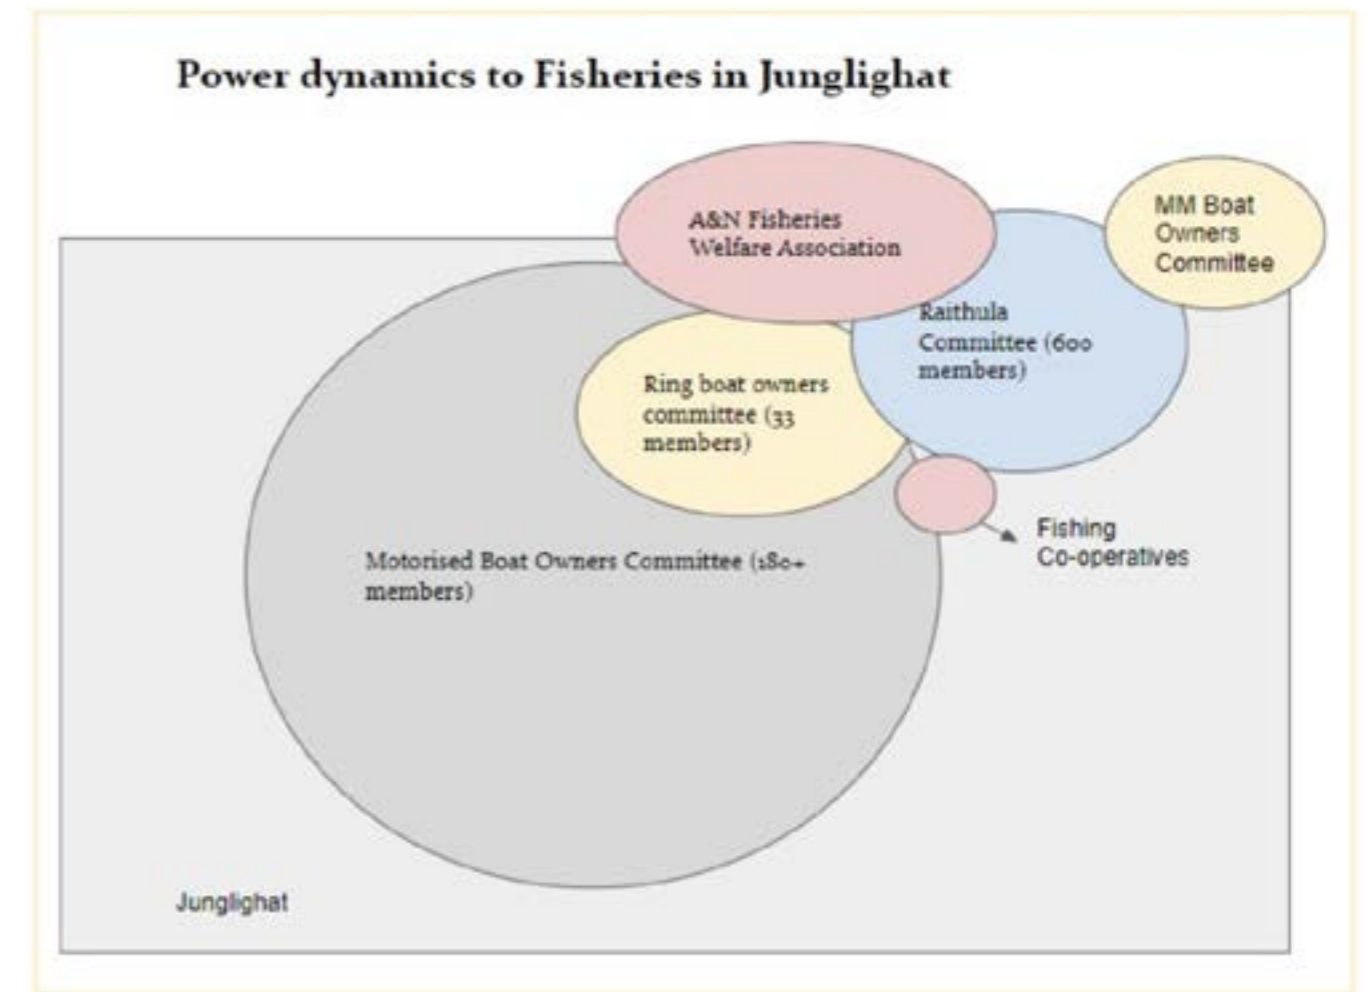 Power dynamics to Fisheries in Junglighat
A&N Fisheries
Welfare Association
MM Boat
Owners
Committee
Raithula
Committee (600
members)
Ring boat owners
committee (33
members)
Fishing
Co-operatives
Motorised Boat Owners Committee (180+
members)
Junglighat